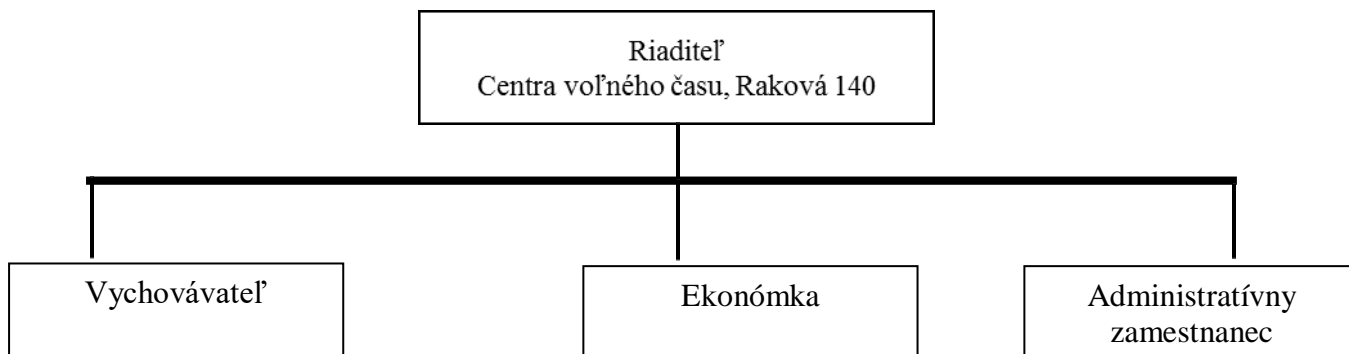 Riaditeľ
Centra voľného času, Raková 140
Vychovávateľ
Ekonómka
Administratívny
zamestnanec